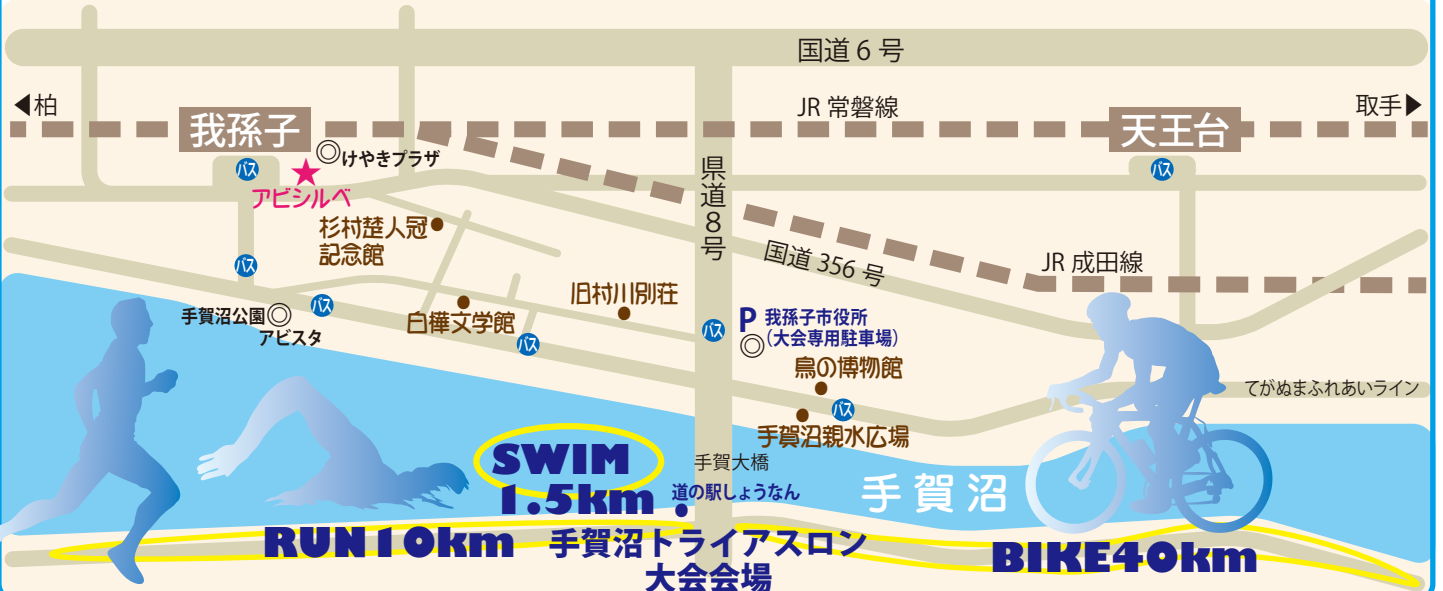 国道 6 号
◀柏
JR 常磐線
取手▶
我孫子
天王台
けやきプラザ
バス
バス
アビシルベ
県道8号
杉村楚人冠
記念館
国道 356 号
JR 成田線
バス
手賀沼公園
アビスタ
バス
白樺文学館
旧村川別荘
バス
バス
P 我孫子市役所
(大会専用駐車場)
鳥の博物館
バス
手賀沼親水広場
てがぬまふれあいライン
SWIM
1.5km
手賀大橋
道の駅しょうなん
手賀沼
RUN10km
手賀沼トライアスロン
大会会場
BIKE40km